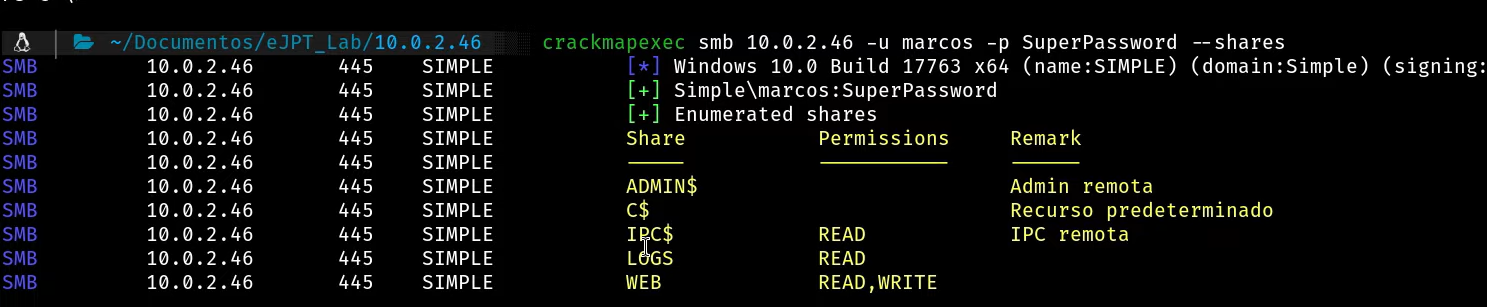 ~/Documentos/eJPT_Lab/10.0.2.46 crackmapexec smb 10.0.2.46 -u marcos -p SuperPassword --shares
SMB 10.0.2.46 445 SIMPLE [*] Windows 10.0 Build 17763 x64 (name:SIMPLE) (domain:Simple) (signing:
SMB 10.0.2.46 445 SIMPLE [+] Simple\marcos:SuperPassword
SMB 10.0.2.46 445 SIMPLE [+] Enumerated shares
SMB 10.0.2.46 445 SIMPLE Share Permissions Remark
SMB 10.0.2.46 445 SIMPLE ----- ----------- ------
SMB 10.0.2.46 445 SIMPLE ADMIN$ Admin remota
SMB 10.0.2.46 445 SIMPLE C$ Recurso predeterminado
SMB 10.0.2.46 445 SIMPLE IPC$ READ IPC remota
SMB 10.0.2.46 445 SIMPLE LOGS READ
SMB 10.0.2.46 445 SIMPLE WEB READ,WRITE